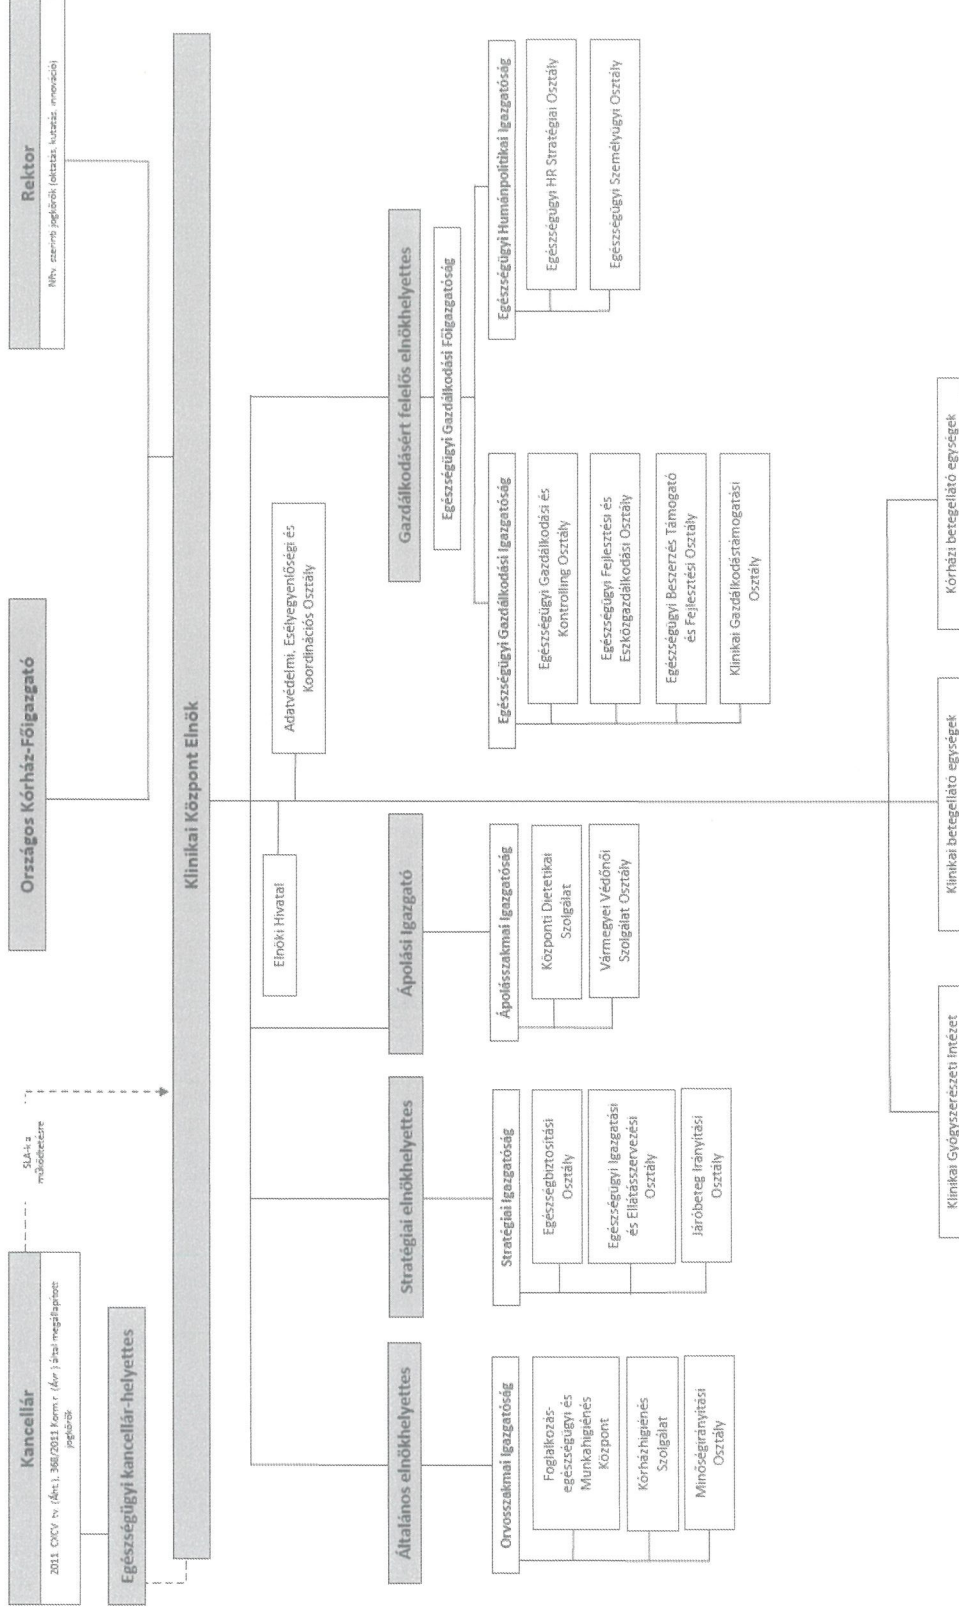 Kancellár
2011. CXCV. tv. (Áht.), 368/2011 Korm.r. (Ávr.) által megállapított
jogkörök
Egészségügyi kancellár-helyettes
SLA-k a
működtetésre
Országos Kórház-Főigazgató
Rektor
Nftv. szerinti jogkörök (oktatás, kutatás, innováció)
Klinikai Központ Elnök
Elnöki Hivatal
Adatvédelmi, Esélyegyenlőségi és
Koordinációs Osztály
Általános elnökhelyettes
Orvosszakmai Igazgatóság
Foglalkozás-
egészségügyi és
Munkahigiénés
Központ
Kórházhigiénés
Szolgálat
Minőségirányítási
Osztály
Stratégiai elnökhelyettes
Stratégiai Igazgatóság
Egészségbiztosítási
Osztály
Egészségügyi Igazgatási
és Ellátásszervezési
Osztály
Járóbeteg Irányítási
Osztály
Ápolási Igazgató
Ápolásszakmai Igazgatóság
Központi Dietetikai
Szolgálat
Vármegyei Védőnői
Szolgálat Osztály
Gazdálkodásért felelős elnökhelyettes
Egészségügyi Gazdálkodási Főigazgatóság
Egészségügyi Gazdálkodási Igazgatóság
Egészségügyi Gazdálkodási és
Kontrolling Osztály
Egészségügyi Fejlesztési és
Eszközgazdálkodási Osztály
Egészségügyi Beszerzés Támogató
és Fejlesztési Osztály
Klinikai Gazdálkodástámogatási
Osztály
Egészségügyi Humánpolitikai Igazgatóság
Egészségügyi HR Stratégiai Osztály
Egészségügyi Személyügyi Osztály
Klinikai Gyógyszerészeti Intézet
Klinikai betegellátó egységek
Kórházi betegellátó egységek